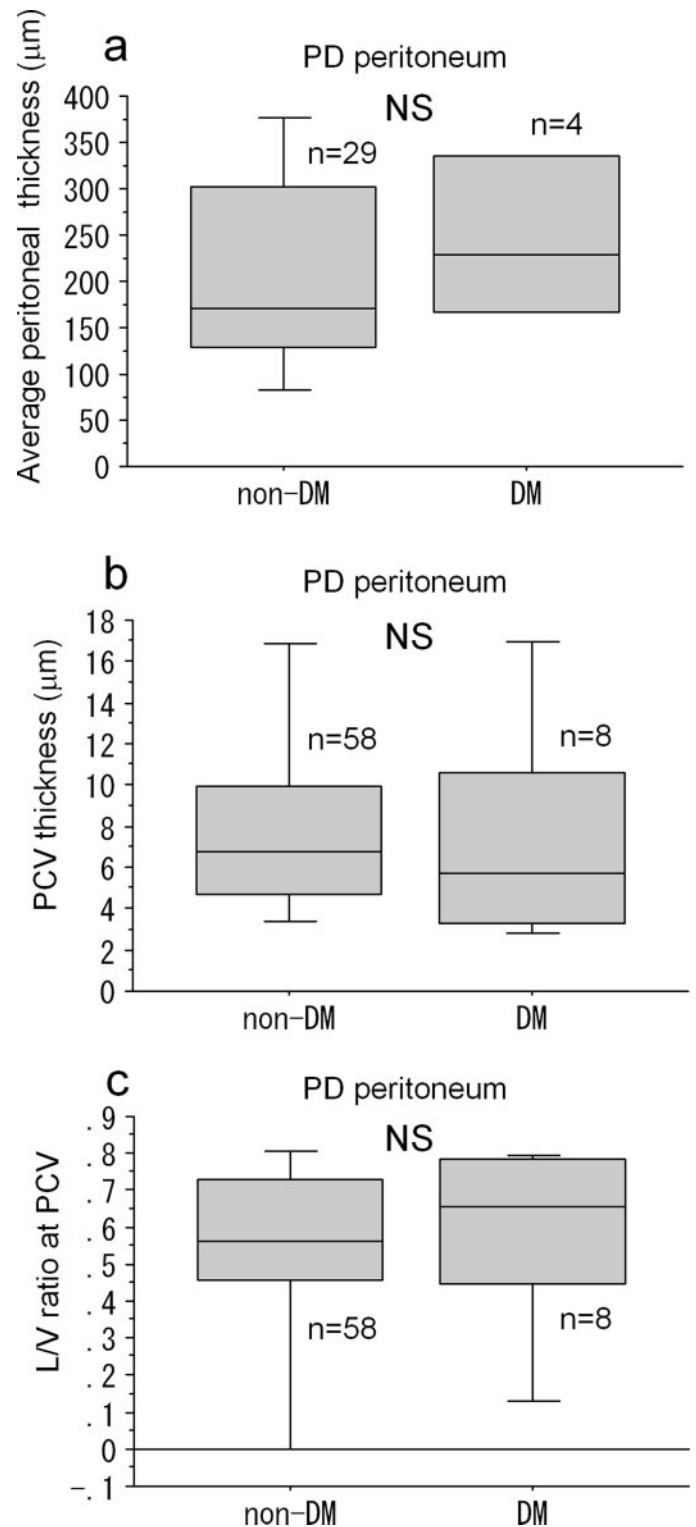 a
PD peritoneum
NS
n=29
n=4
Average peritoneal thickness (μm)
400
350
300
250
200
150
100
50
0
non-DM
DM
b
PD peritoneum
NS
n=58
n=8
PCV thickness (μm)
18
16
14
12
10
8
6
4
2
0
non-DM
DM
c
PD peritoneum
NS
n=58
n=8
L/V ratio at PCV
.9
.8
.7
.6
.5
.4
.3
.2
.1
0
-.1
non-DM
DM